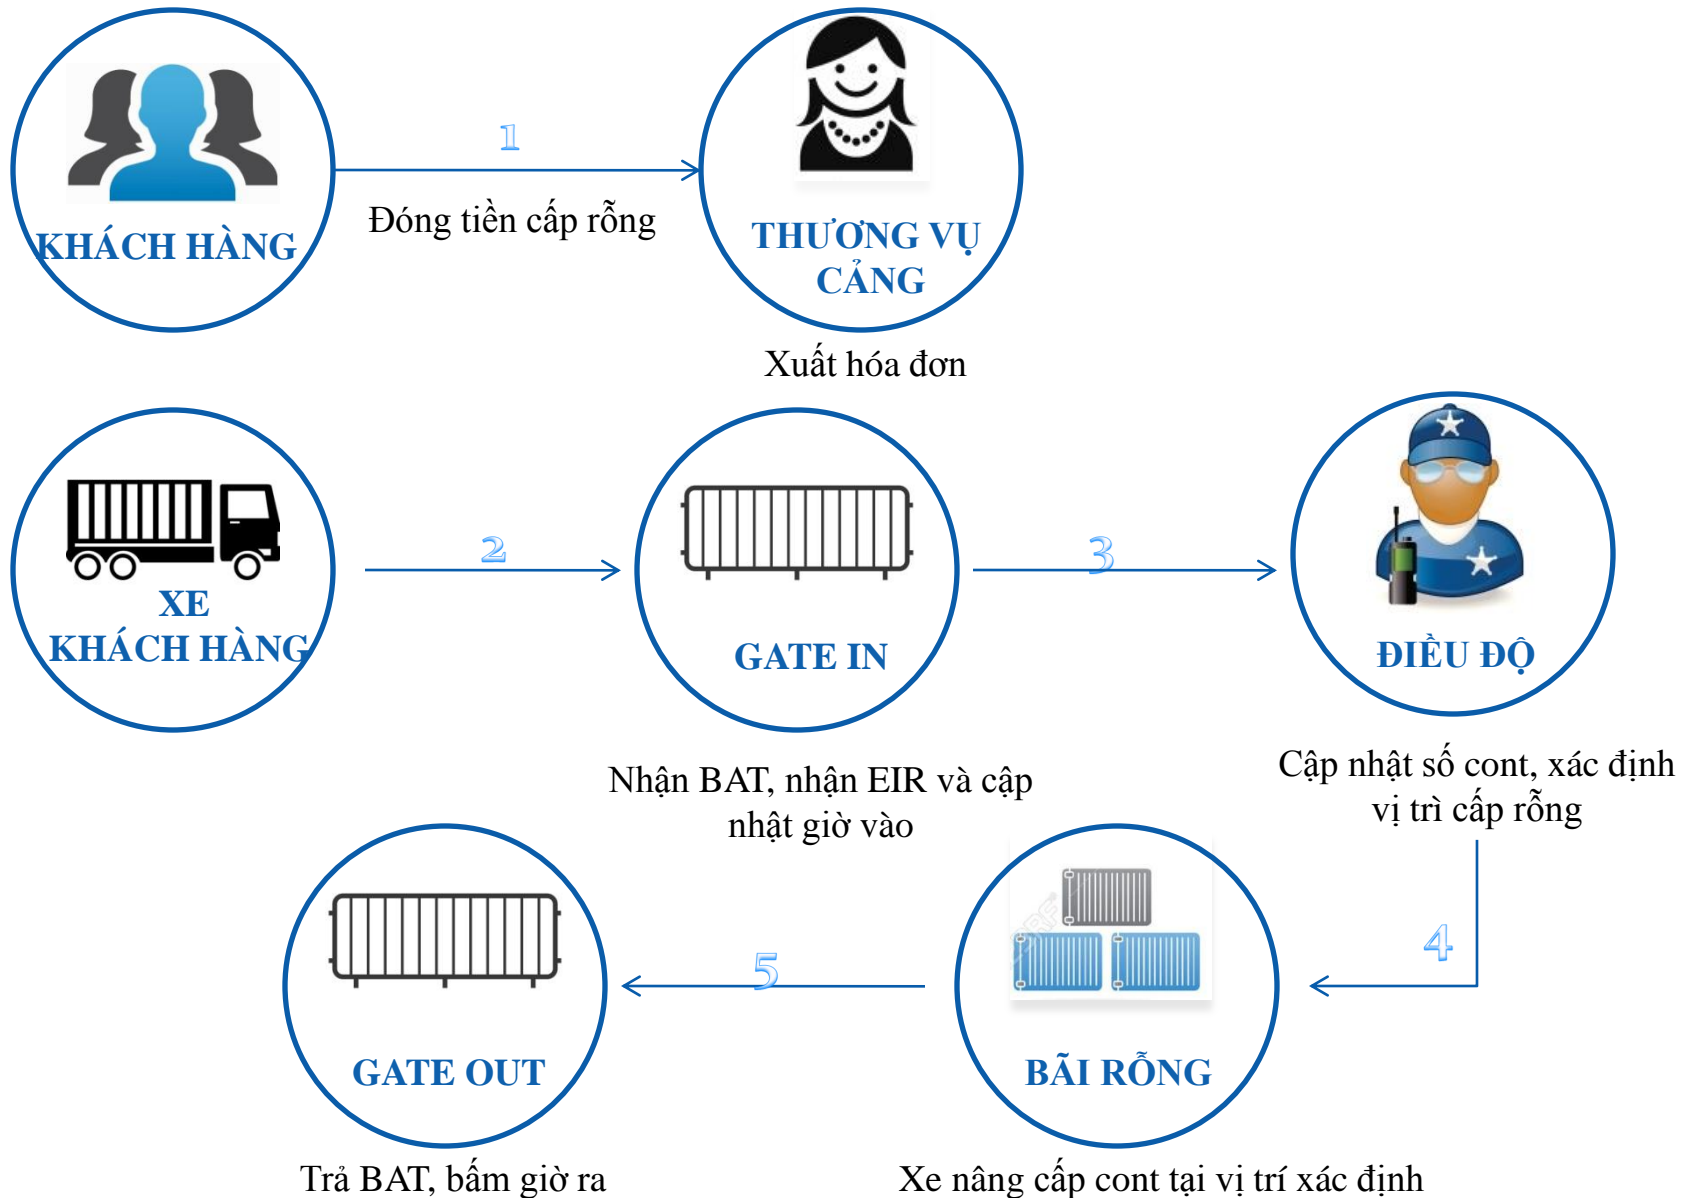 1
KHÁCH HÀNG
Đóng tiền cấp rỗng
THƯƠNG VỤ
CẢNG
Xuất hóa đơn
2
3
XE
KHÁCH HÀNG
GATE IN
ĐIỀU ĐỘ
Nhận BAT, nhận EIR và cập
nhật giờ vào
Cập nhật số cont, xác định
vị trì cấp rỗng
4
5
GATE OUT
BÃI RỖNG
Trả BAT, bấm giờ ra
Xe nâng cấp cont tại vị trí xác định